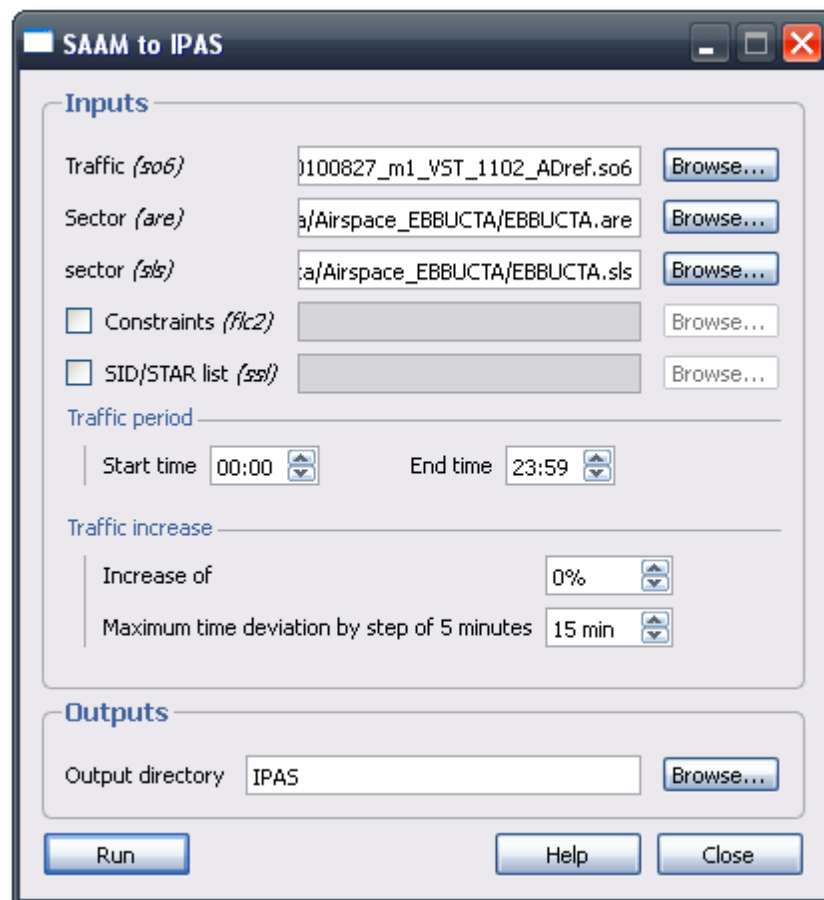 SAAM to IPAS
Inputs
Traffic (so6) 0100827_m1_VST_1102_ADref.so6 Browse...
Sector (are) a/Airspace_EBBUCTA/EBBUCTA.are Browse...
sector (sls) ta/Airspace_EBBUCTA/EBBUCTA.sls Browse...
Constraints (flc2) Browse...
SID/STAR list (ssl) Browse...
Traffic period
Start time 00:00 End time 23:59
Traffic increase
Increase of 0%
Maximum time deviation by step of 5 minutes 15 min
Outputs
Output directory IPAS Browse...
Run Help Close